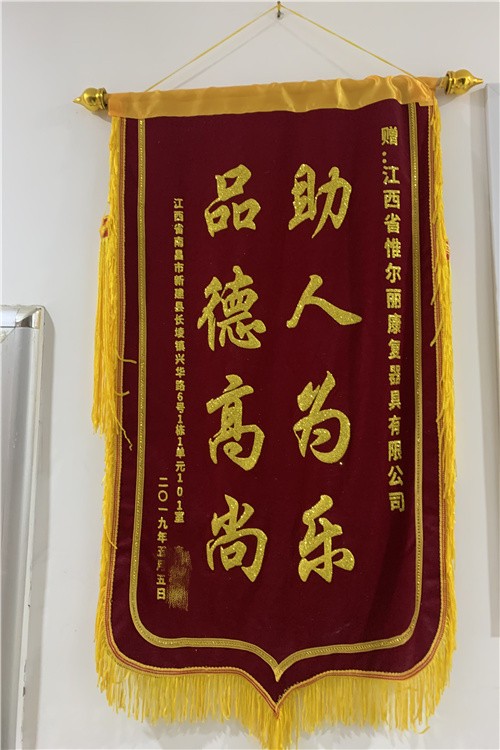 赠：江西省惟尔丽康复器具有限公司
助人为乐
品德高尚
江西省南昌市新建县长堎镇兴华路6号1栋1单元101室
二〇一九年五月五日